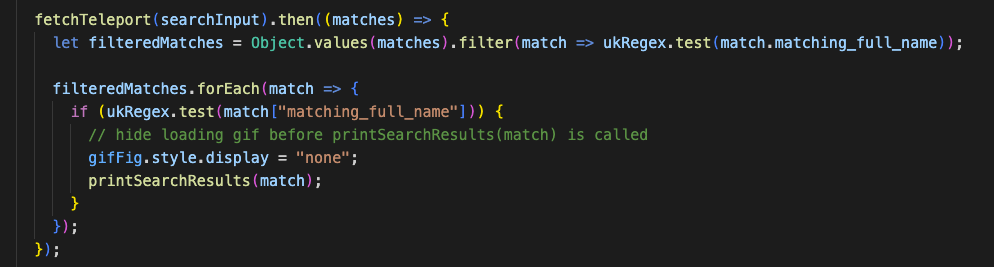 fetchTeleport(searchInput).then((matches) => {
let filteredMatches = Object.values(matches).filter(match => ukRegex.test(match.matching_full_name));
filteredMatches.forEach(match => {
if (ukRegex.test(match["matching_full_name"])) {
// hide loading gif before printSearchResults(match) is called
gifFig.style.display = "none";
printSearchResults(match);
}
});
});